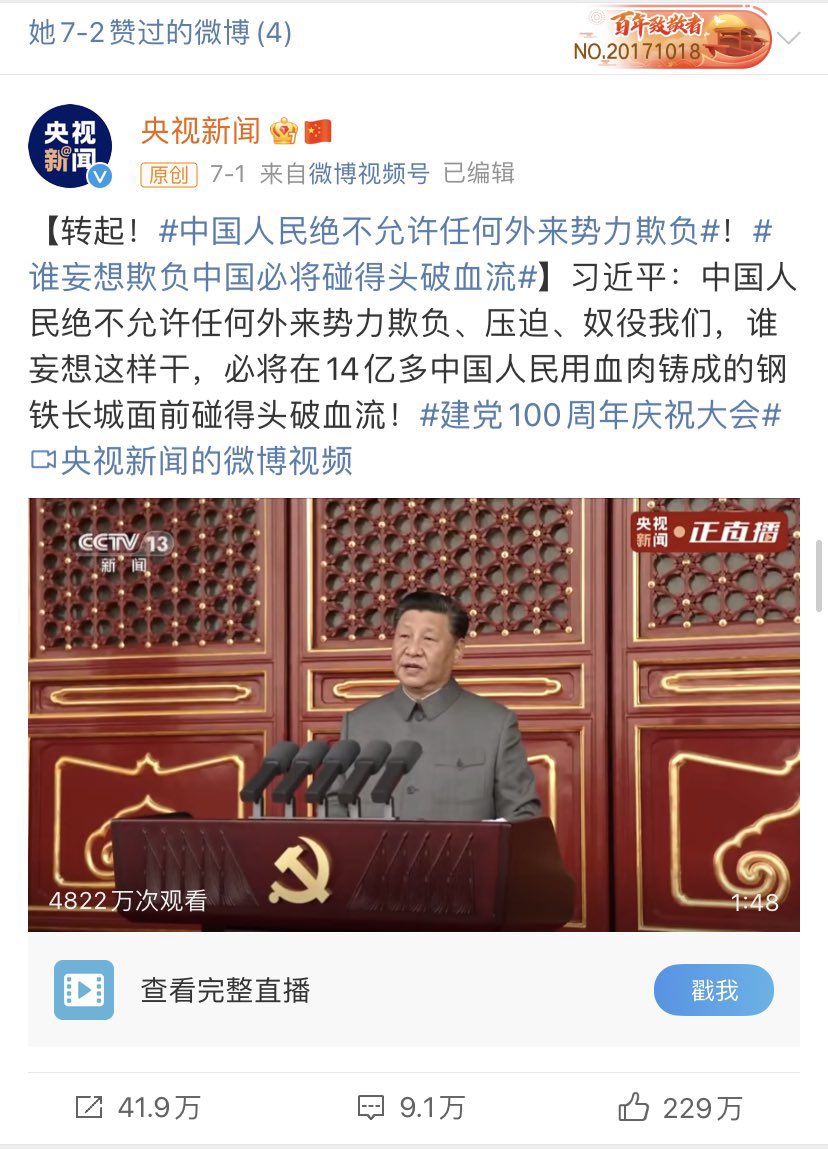 她7-2赞过的微博(4)
百年致敬者
NO.20171018
央视
新闻
央视新闻
原创 7-1 来自微博视频号 已编辑
【转起！#中国人民绝不允许任何外来势力欺负#！#
谁妄想欺负中国必将碰得头破血流#】习近平：中国人
民绝不允许任何外来势力欺负、压迫、奴役我们，谁
妄想这样干，必将在14亿多中国人民用血肉铸成的钢
铁长城面前碰得头破血流！#建党100周年庆祝大会#
央视新闻的微博视频
CCTV 13
新闻
央视
新闻
正直播
4822万次观看
1:48
查看完整直播
戳我
41.9万
9.1万
229万